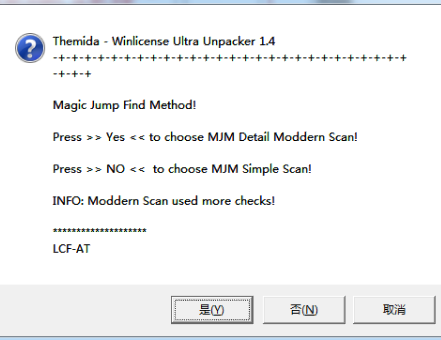 Themida - Winlicense Ultra Unpacker 1.4
-+-+-+-+-+-+-+-+-+-+-+-+-+-+-+-+-+-+-+-+-+-+-+-+-+-+-+
-+-+-+
Magic Jump Find Method!
Press >> Yes << to choose MJM Detail Moddern Scan!
Press >> NO <<  to choose MJM Simple Scan!
INFO: Moddern Scan used more checks!
********************
LCF-AT
是(Y) 否(N) 取消